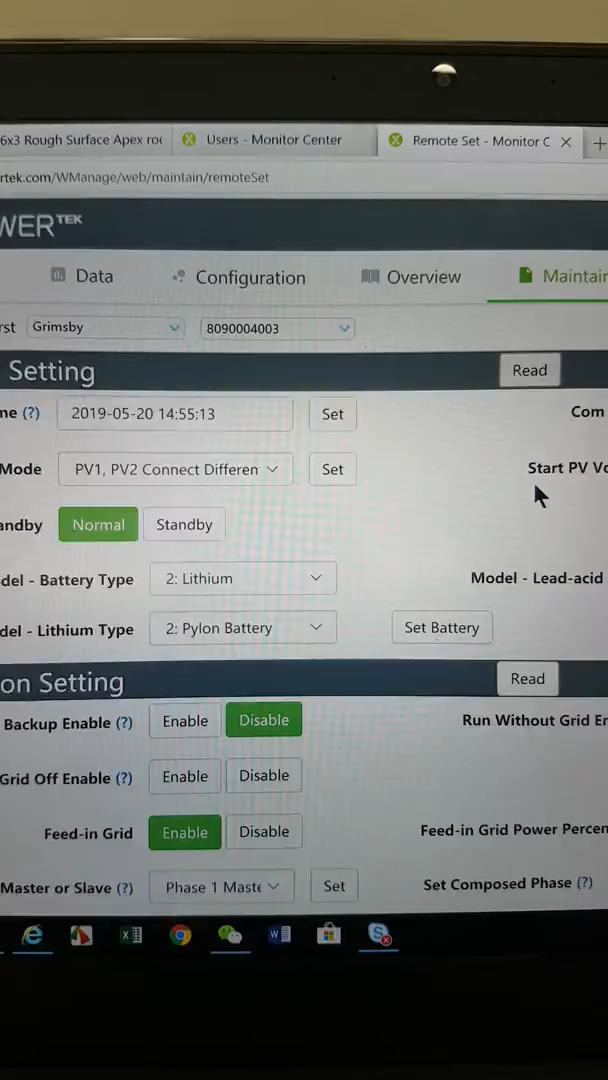 6x3 Rough Surface Apex roc Users - Monitor Center Remote Set - Monitor C
rtek.com/WManage/web/maintain/remoteSet
WER TEK
Data Configuration Overview Maintain
rst Grimsby 8090004003
Setting Read
me (?) 2019-05-20 14:55:13 Set Com
Mode PV1, PV2 Connect Differen Set Start PV Vo
andby Normal Standby
del - Battery Type 2: Lithium Model - Lead-acid
del - Lithium Type 2: Pylon Battery Set Battery
on Setting Read
Backup Enable (?) Enable Disable Run Without Grid En
Grid Off Enable (?) Enable Disable
Feed-in Grid Enable Disable Feed-in Grid Power Percen
Master or Slave (?) Phase 1 Maste Set Set Composed Phase (?)